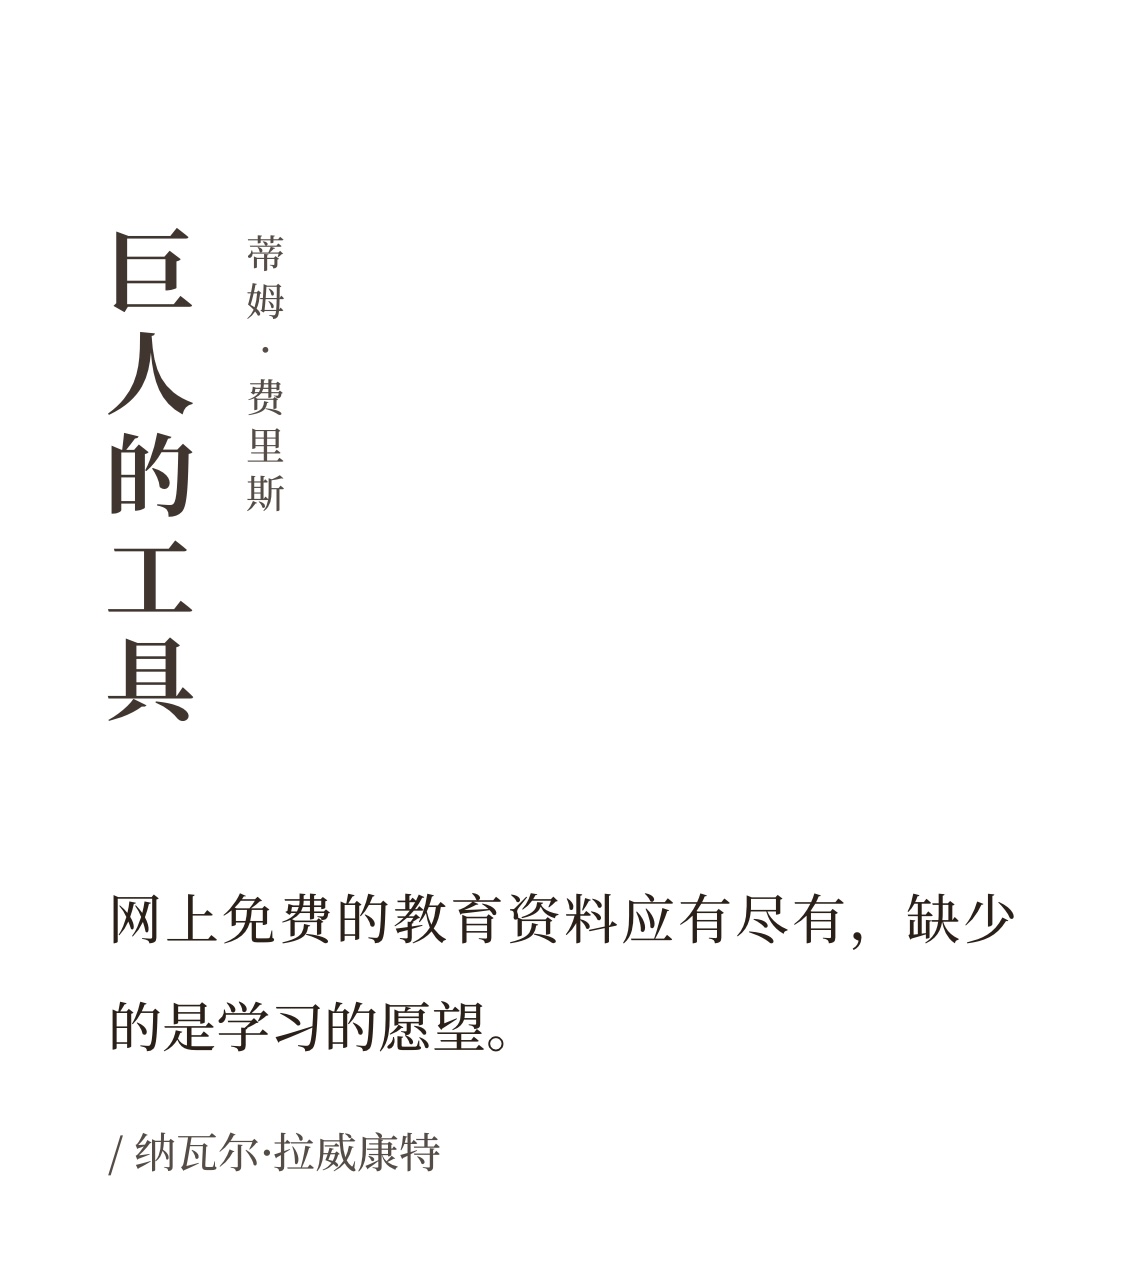 巨人的工具
蒂姆·费里斯
网上免费的教育资料应有尽有，缺少
的是学习的愿望。
/ 纳瓦尔·拉威康特